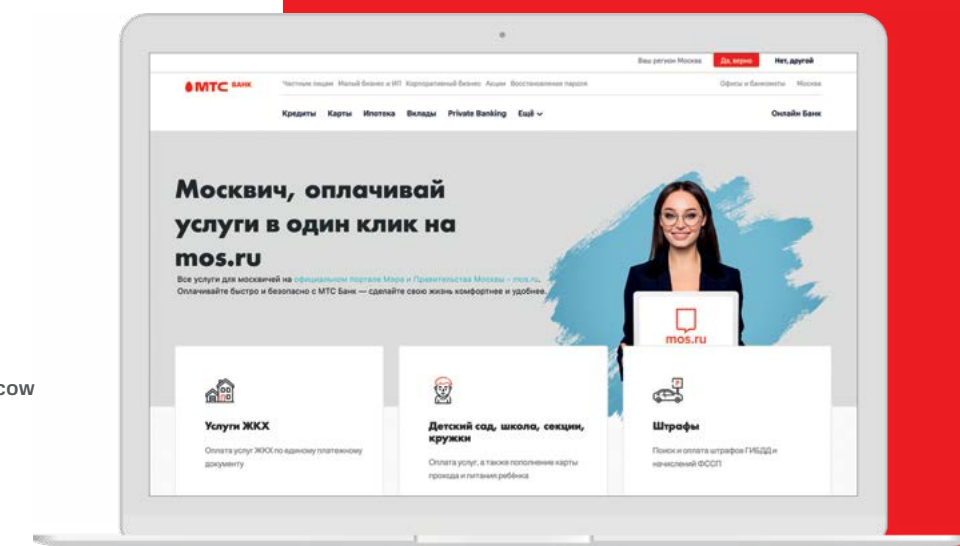 Ваш регион Москва
Да, верно
Нет, другой
МТС БАНК
Частным лицам Малый бизнес и ИП Корпоративный бизнес Акции Восстановление пароля
Офисы и банкоматы Москва
Кредиты Карты Ипотека Вклады Private Banking Ещё
Онлайн Банк
Москвич, оплачивай
услуги в один клик на
mos.ru
Все услуги для москвичей на официальном портале Мэра и Правительства Москвы – mos.ru.
Оплачивайте быстро и безопасно с МТС Банк — сделайте свою жизнь комфортнее и удобнее.
mos.ru
cow
Услуги ЖКХ
Оплата услуг ЖКХ по единому платежному
документу
Детский сад, школа, секции,
кружки
Оплата услуг, а также пополнение карты
прохода и питания ребёнка
Штрафы
Поиск и оплата штрафов ГИБДД и
начислений ФССП